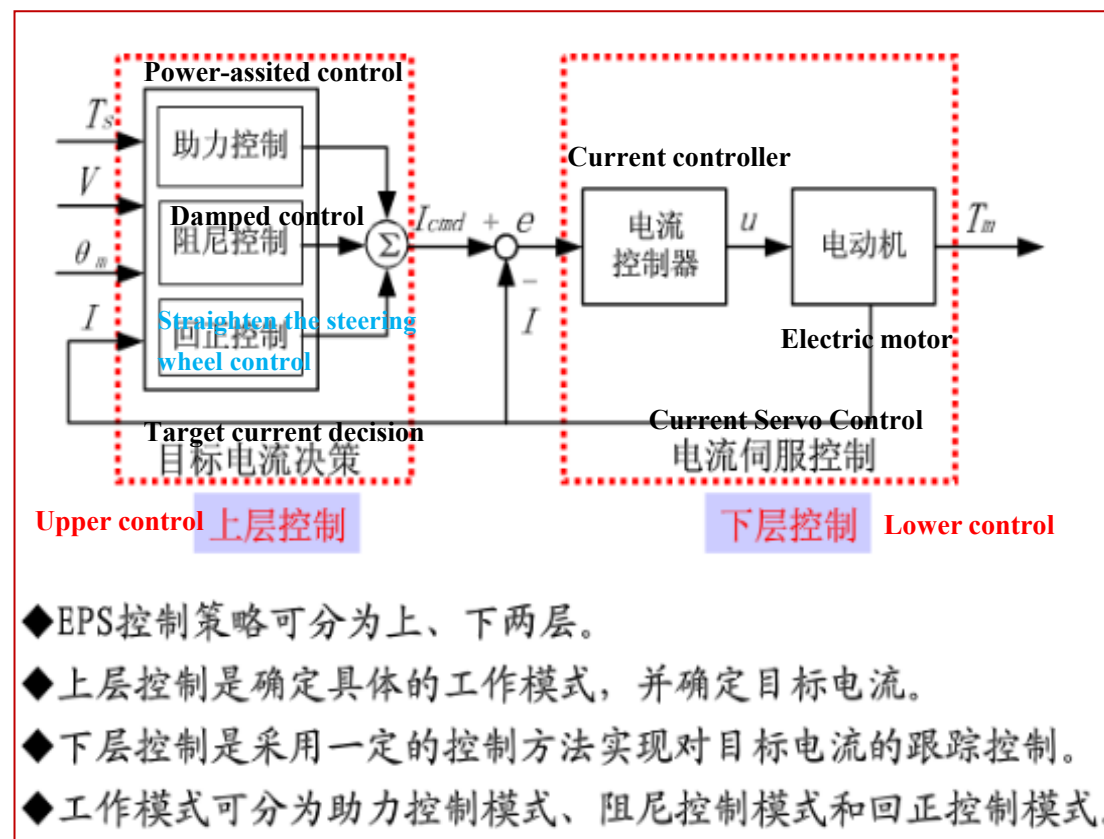 Power-assited control
T_s
助力控制
Current controller
V
Damped control
阻尼控制
Σ
I_cmd + e
电流
控制器
u
电动机
T_m
θ_m
-
I
I
Straighten the steering
回正控制
wheel control
Electric motor
Target current decision
目标电流决策
Current Servo Control
电流伺服控制
Upper control 上层控制
下层控制 Lower control
◆EPS控制策略可分为上、下两层。
◆上层控制是确定具体的工作模式，并确定目标电流。
◆下层控制是采用一定的控制方法实现对目标电流的跟踪控制。
◆工作模式可分为助力控制模式、阻尼控制模式和回正控制模式。